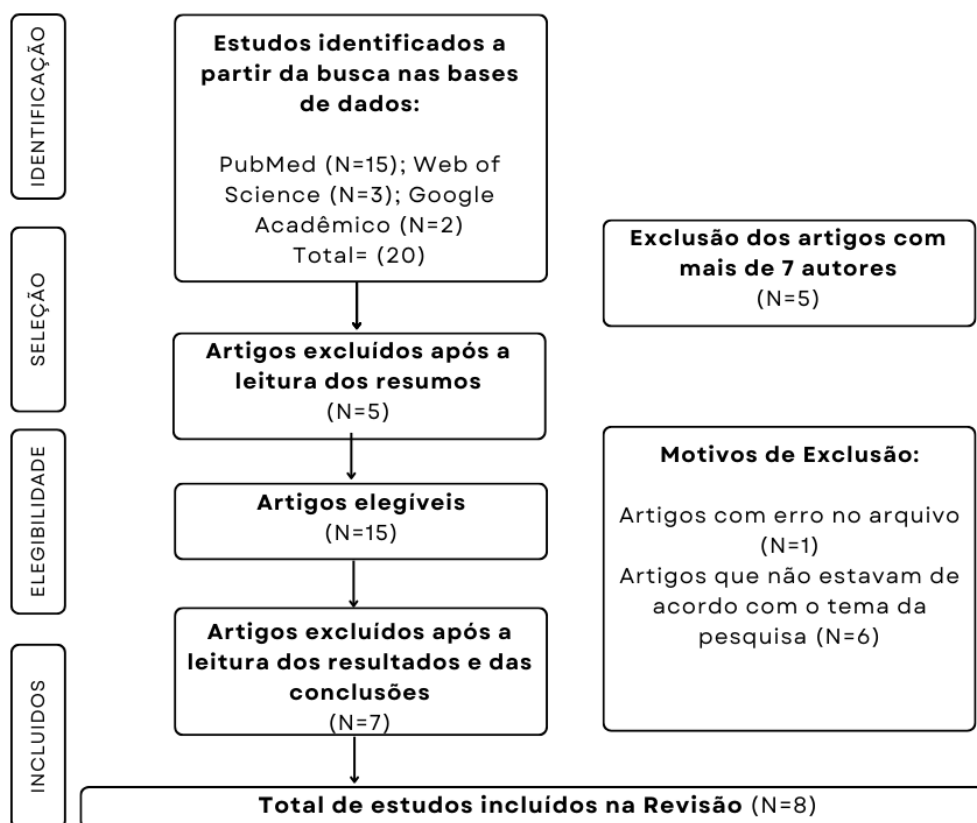 IDENTIFICAÇÃO
Estudos identificados a
partir da busca nas bases
de dados:
PubMed (N=15); Web of
Science (N=3); Google
Acadêmico (N=2)
Total= (20)
SELEÇÃO
Exclusão dos artigos com
mais de 7 autores
(N=5)
Artigos excluídos após a
leitura dos resumos
(N=5)
ELEGIBILIDADE
Artigos elegíveis
(N=15)
Motivos de Exclusão:
Artigos com erro no arquivo
(N=1)
Artigos que não estavam de
acordo com o tema da
pesquisa (N=6)
Artigos excluídos após a
leitura dos resultados e das
conclusões
(N=7)
INCLUIDOS
Total de estudos incluídos na Revisão (N=8)